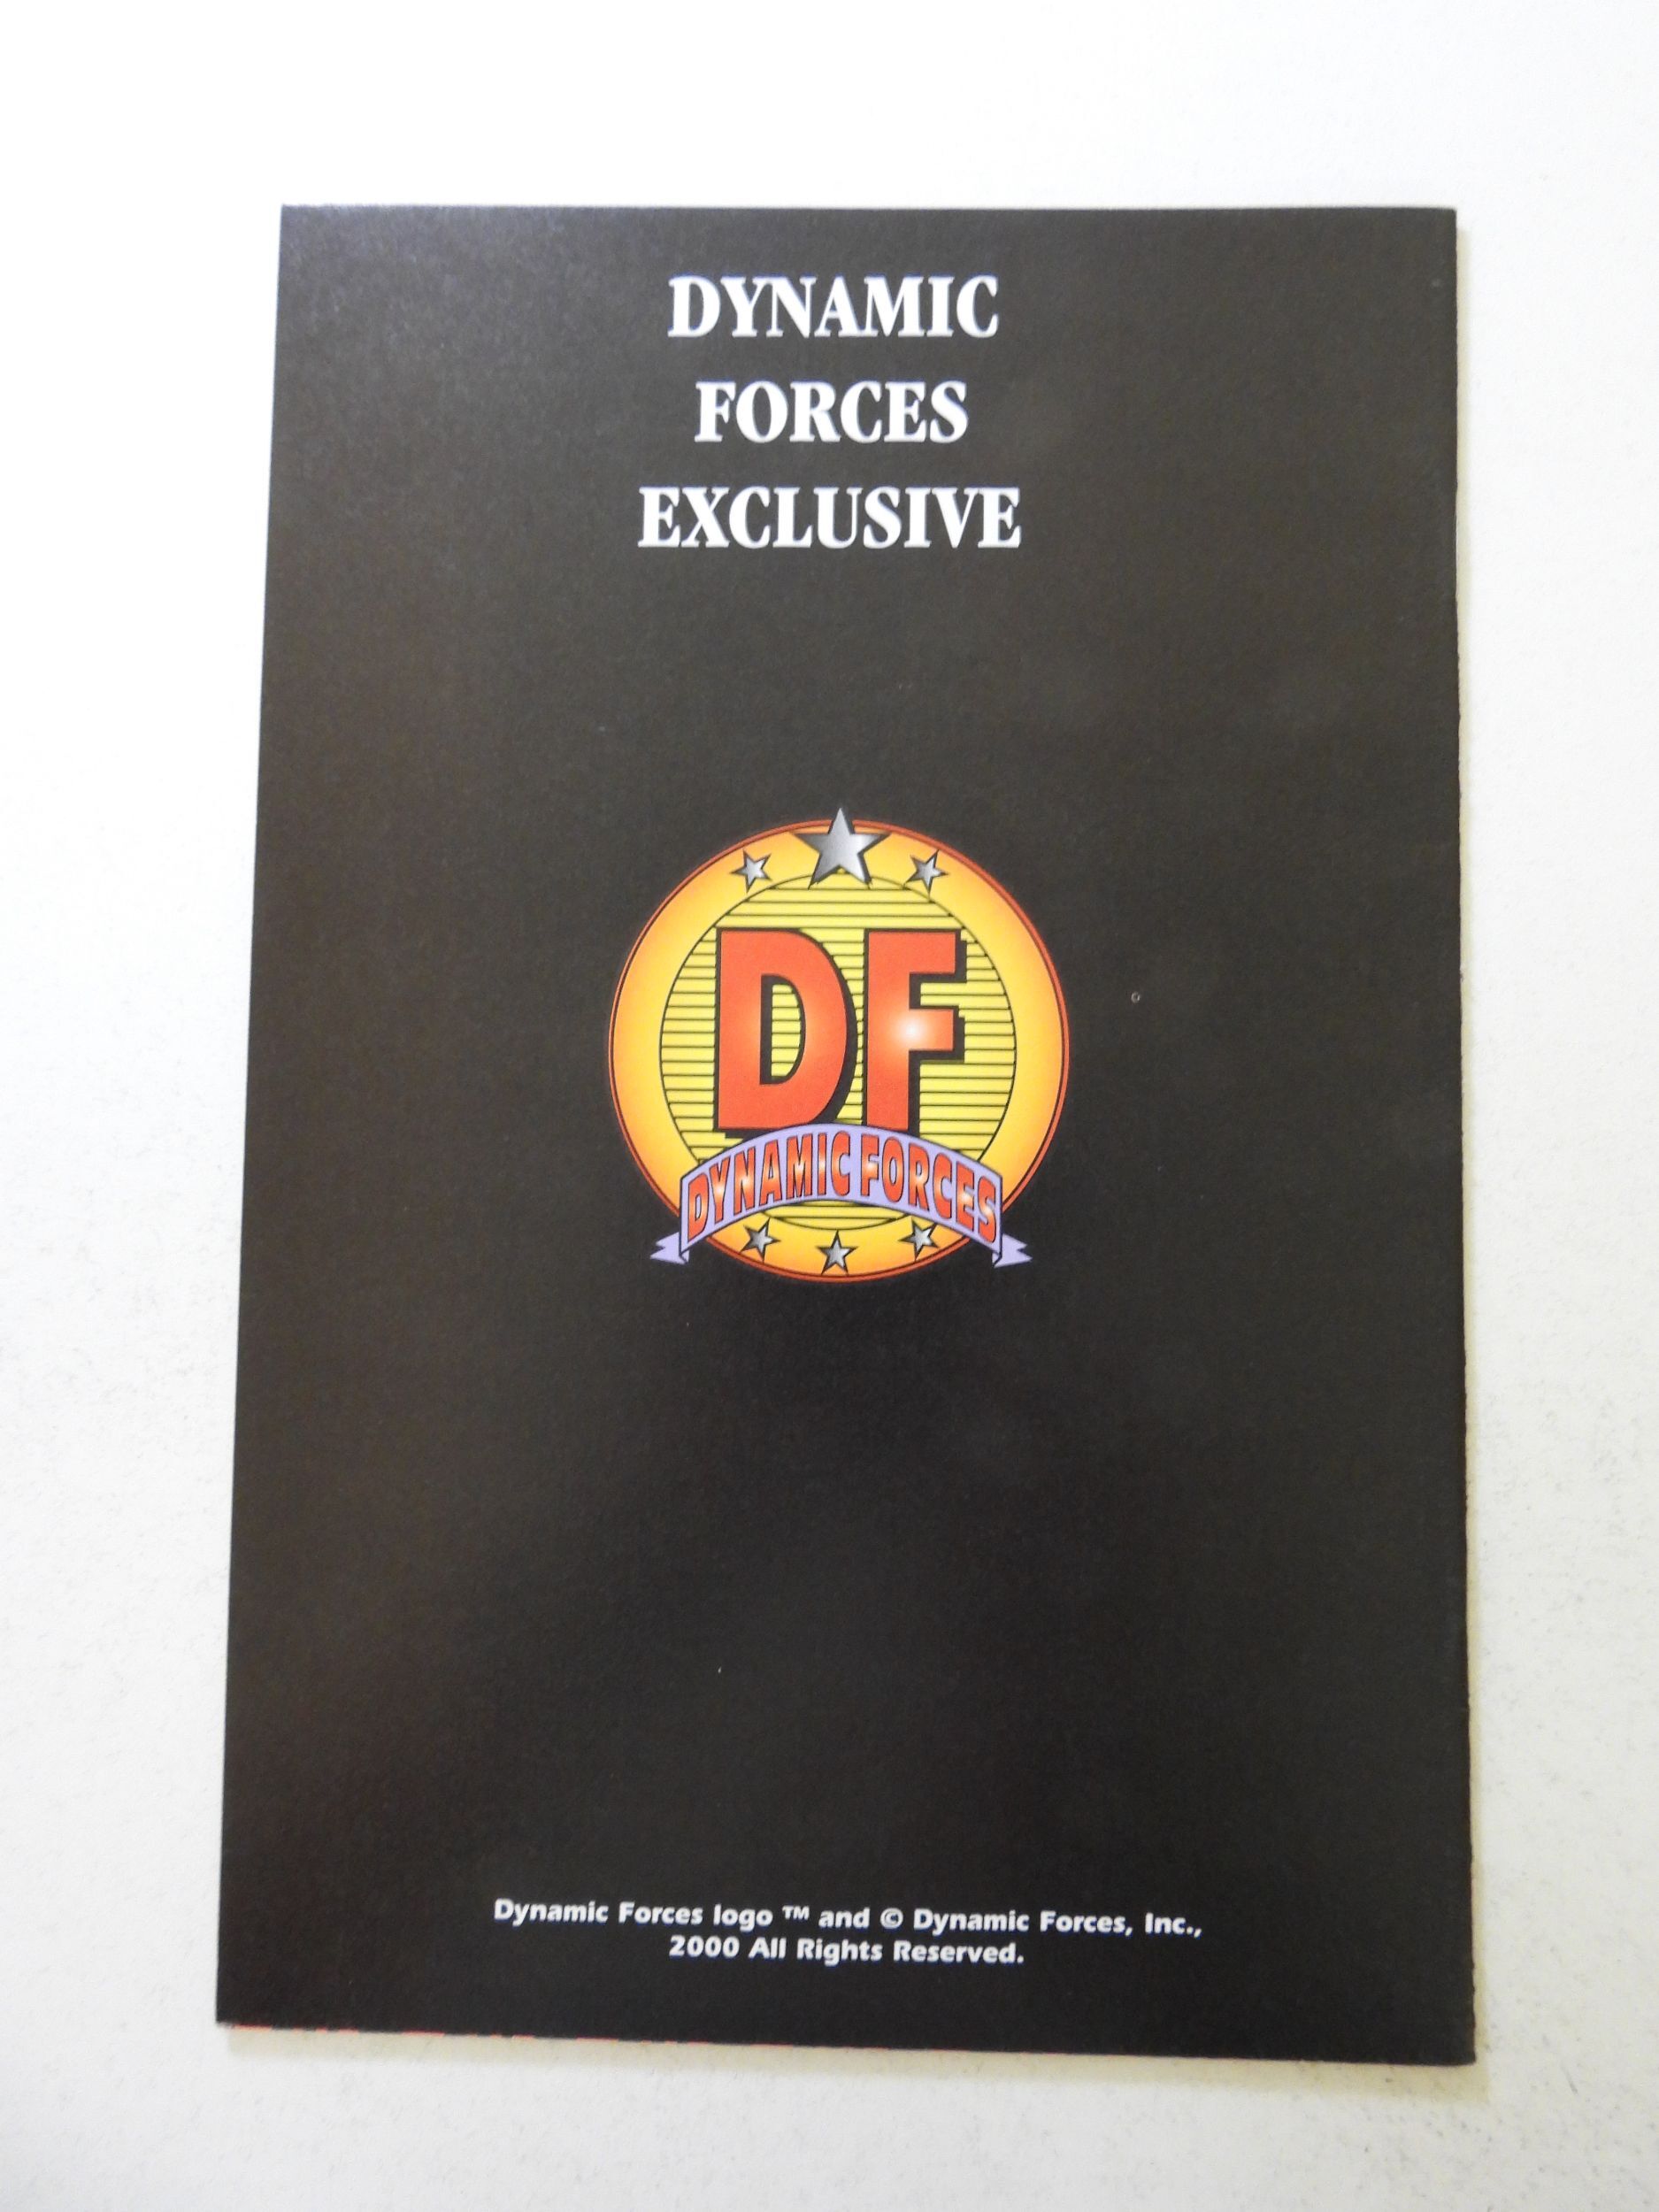 DYNAMIC
FORCES
EXCLUSIVE
DF
DYNAMIC FORCES
Dynamic Forces logo ™ and © Dynamic Forces, Inc.,
2000 All Rights Reserved.